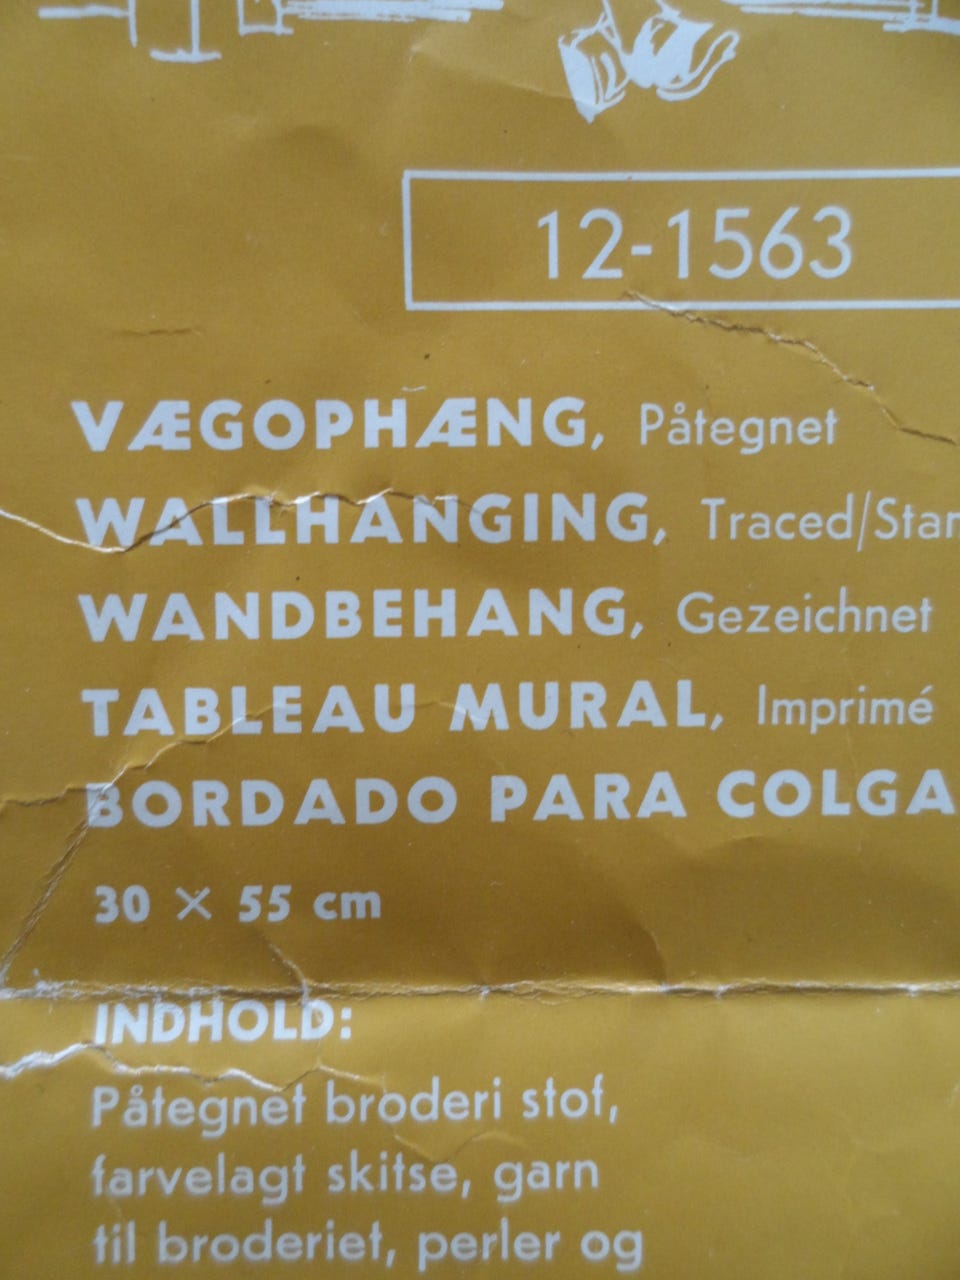 12-1563
VÆGOPHÆNG, Påtegnet
WALLHANGING, Traced/
WANDBEHANG, Gezeichnet
TABLEAU MURAL, Imprimé
BORDADO PARA COLGA
30 × 55 cm
INDHOLD:
Påtegnet broderi stof,
farvelagt skitse, garn
til broderiet, perler og